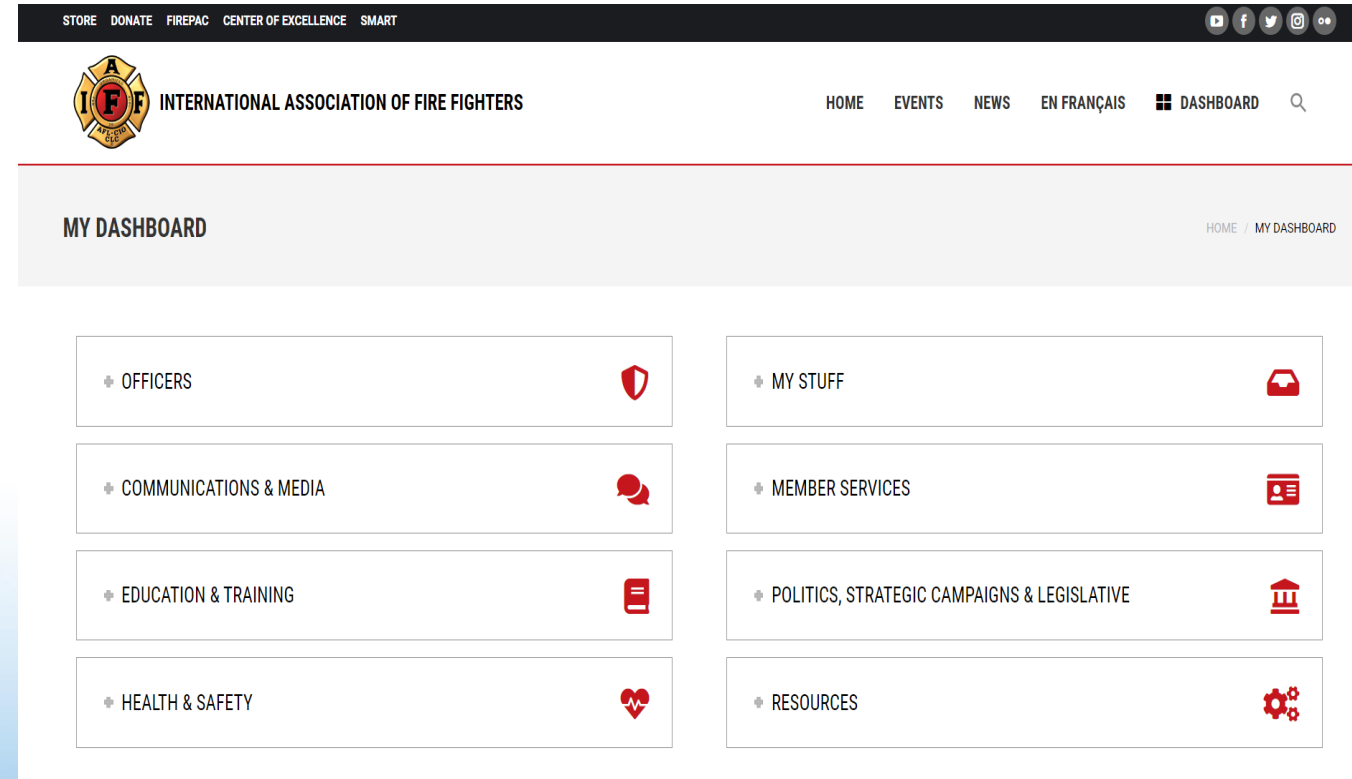 STORE DONATE FIREPAC CENTER OF EXCELLENCE SMART
A
I F F
AFL-CIO
CLC
INTERNATIONAL ASSOCIATION OF FIRE FIGHTERS
HOME EVENTS NEWS EN FRANÇAIS DASHBOARD
MY DASHBOARD
HOME / MY DASHBOARD
OFFICERS
MY STUFF
COMMUNICATIONS & MEDIA
MEMBER SERVICES
EDUCATION & TRAINING
POLITICS, STRATEGIC CAMPAIGNS & LEGISLATIVE
HEALTH & SAFETY
RESOURCES